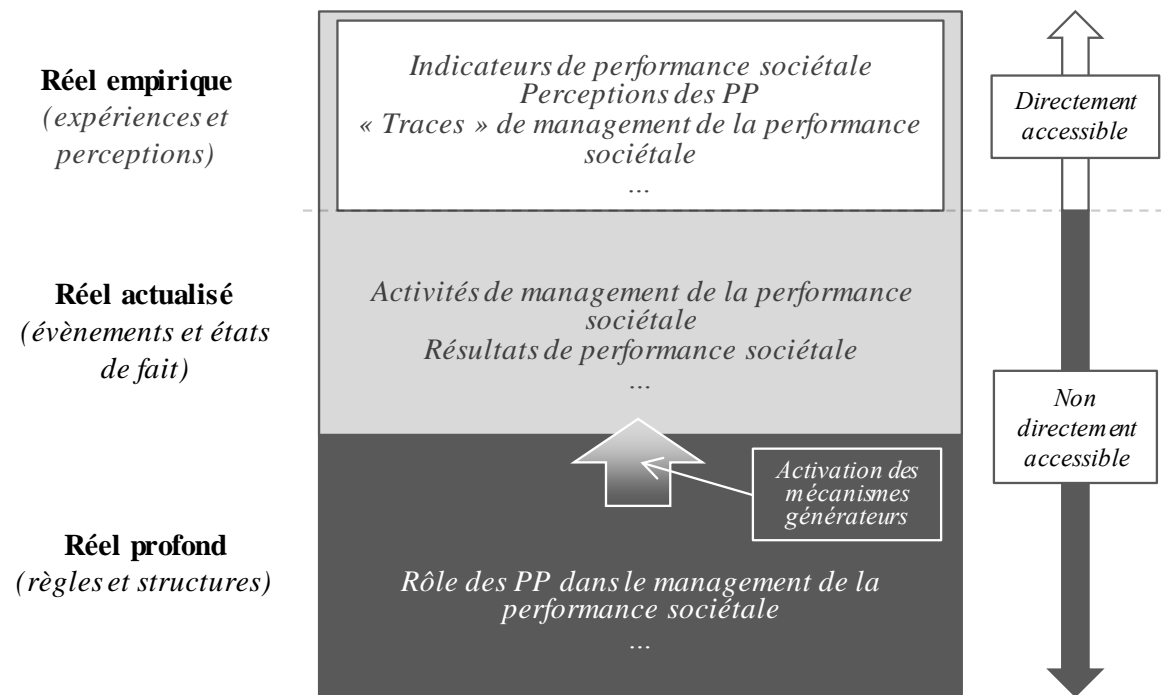 Réel empirique
(expériences et
perceptions)
Indicateurs de performance sociétale
Perceptions des PP
« Traces » de management de la performance
sociétale
...
Directement
accessible
Réel actualisé
(évènements et états
de fait)
Activités de management de la performance
sociétale
Résultats de performance sociétale
...
Non
directement
accessible
Activation des
mécanismes
générateurs
Réel profond
(règles et structures)
Rôle des PP dans le management de la
performance sociétale
...